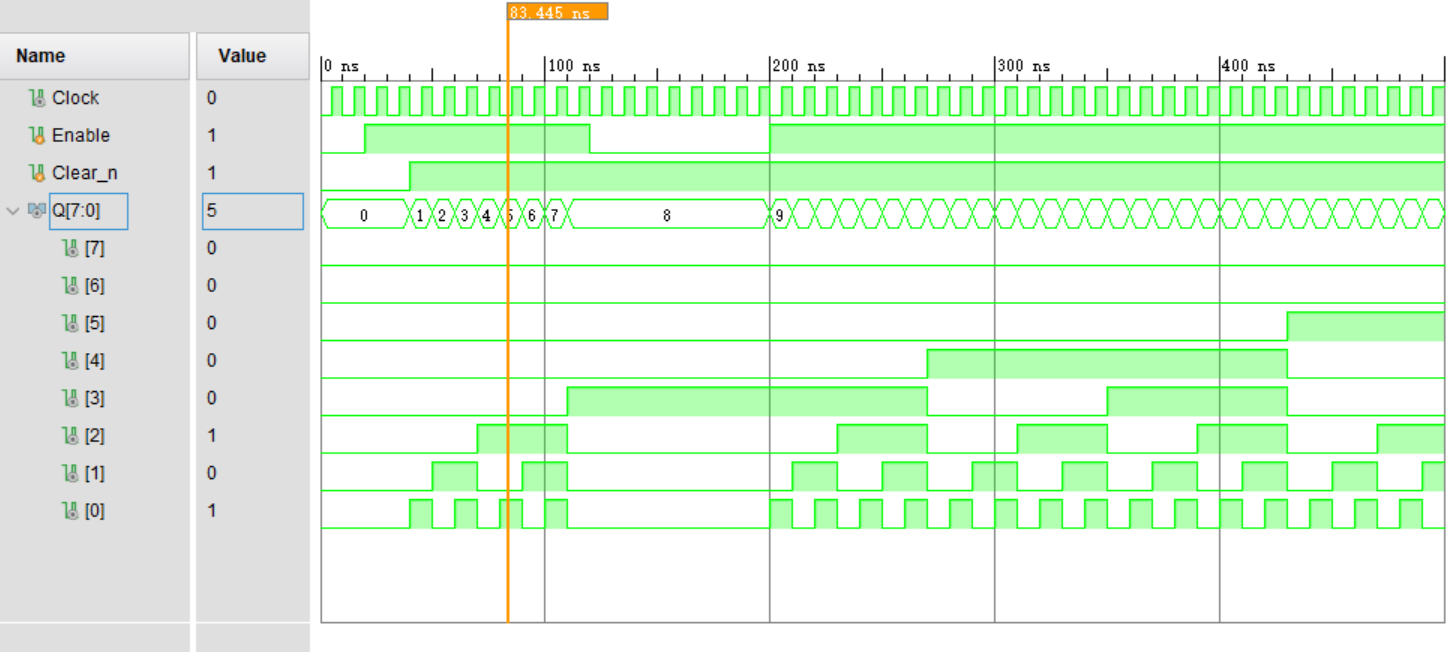 83.445 ns
Name Value
0 ns 100 ns 200 ns 300 ns 400 ns
Clock 0
Enable 1
Clear_n 1
Q[7:0] 5 0 1 2 3 4 5 6 7 8 9
[7] 0
[6] 0
[5] 0
[4] 0
[3] 0
[2] 1
[1] 0
[0] 1